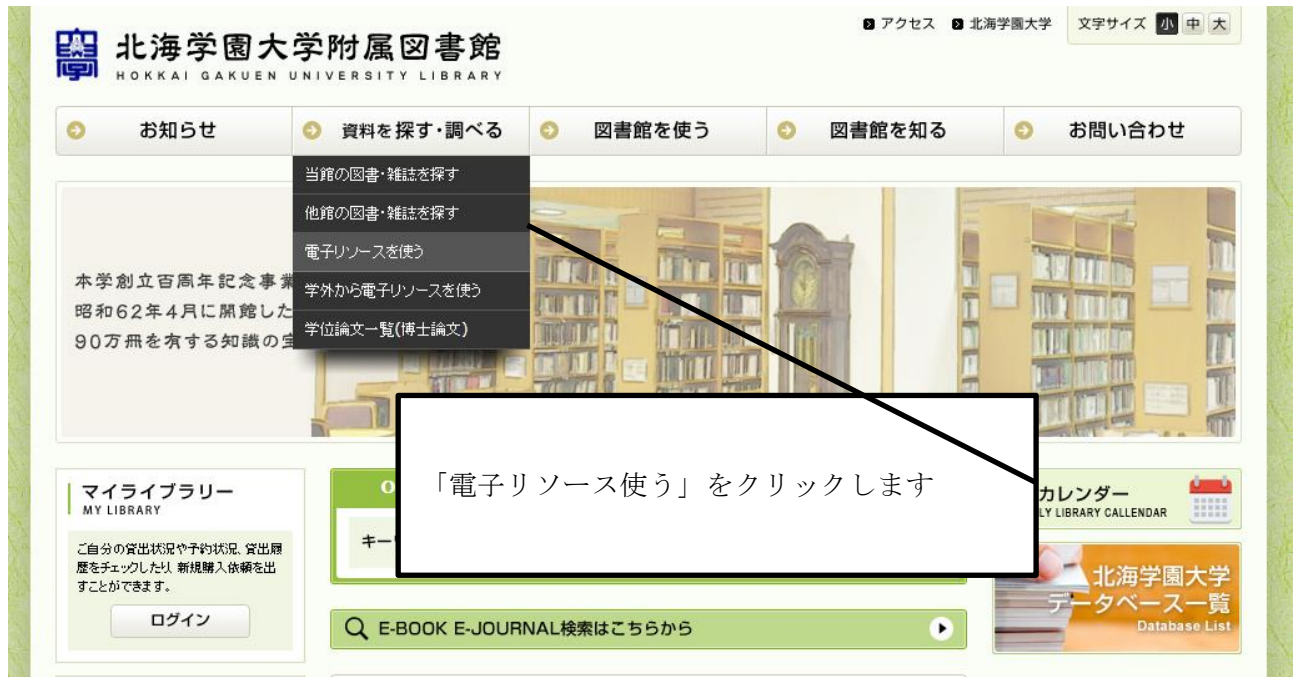 アクセス 北海学園大学 文字サイズ 小 中 大
北海学園大学附属図書館
HOKKAI GAKUEN UNIVERSITY LIBRARY
お知らせ 資料を探す・調べる 図書館を使う 図書館を知る お問い合わせ
当館の図書・雑誌を探す
他館の図書・雑誌を探す
電子リソースを使う
学外から電子リソースを使う
学位論文一覧(博士論文)
本学創立百周年記念事業
昭和62年4月に開館した
90万冊を有する知識の宝
「電子リソース使う」をクリックします
マイライブラリー
MY LIBRARY
ご自分の貸出状況や予約状況、貸出履
歴をチェックしたり、新規購入依頼を出
すことができます。
ログイン
O
キー
E-BOOK E-JOURNAL検索はこちらから
カレンダー
LY LIBRARY CALLENDAR
北海学園大学
データベース一覧
Database List